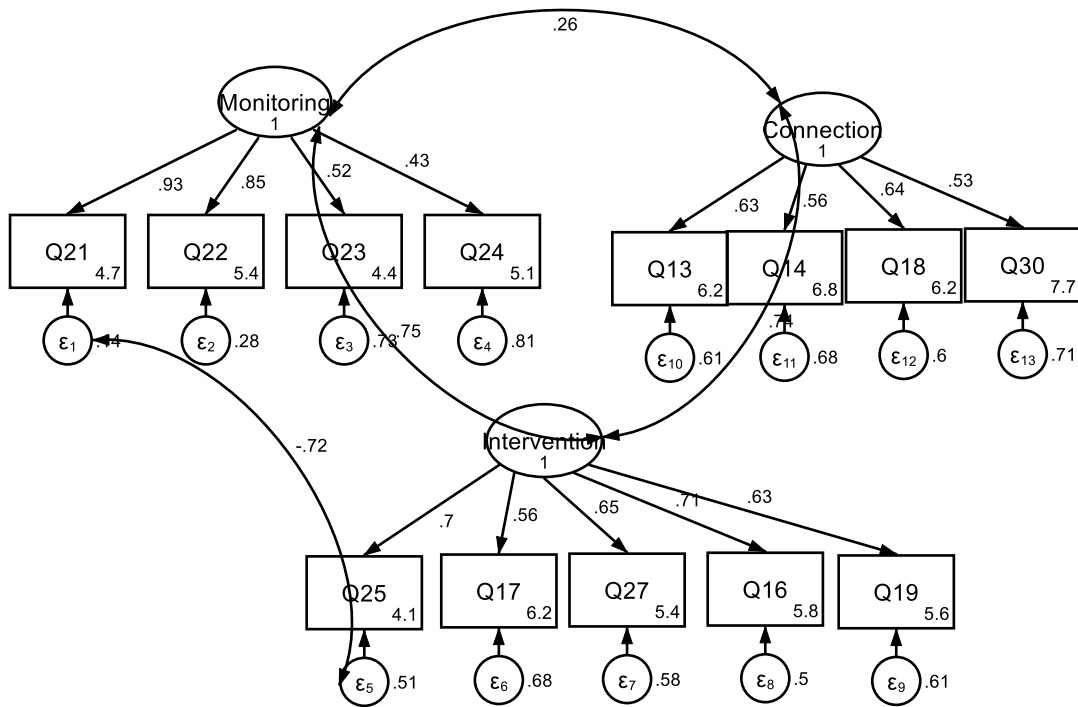 .26
Monitoring
1
Connection
1
.93 .85 .52 .43
.63 .56 .64 .53
Q21 4.7 Q22 5.4 Q23 4.4 Q24 5.1
Q13 6.2 Q14 6.8 Q18 6.2 Q30 7.7
ε1 .14 ε2 .28 ε3 .73 ε4 .81
.75
.74
ε10 .61 ε11 .68 ε12 .6 ε13 .71
-.72
Intervention
1
.7 .56 .65 .71 .63
Q25 4.1 Q17 6.2 Q27 5.4 Q16 5.8 Q19 5.6
ε5 .51 ε6 .68 ε7 .58 ε8 .5 ε9 .61